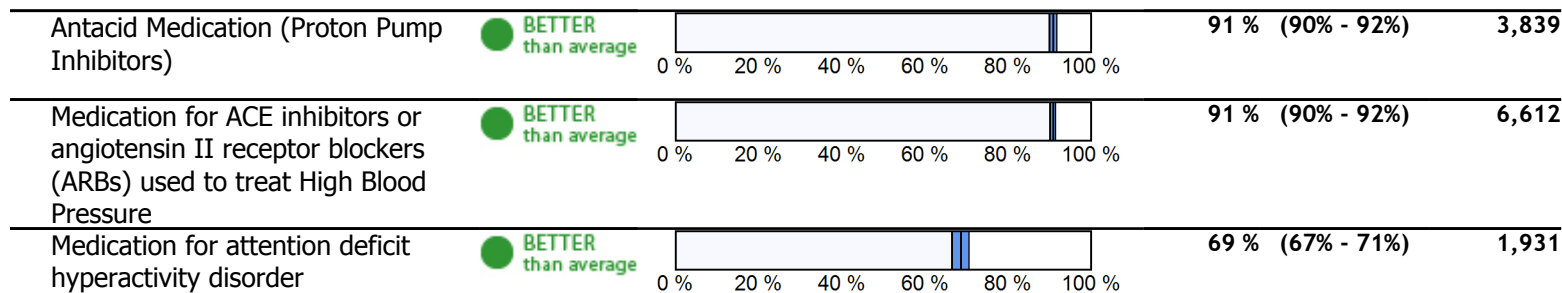 Antacid Medication (Proton Pump
Inhibitors)
BETTER
than average
0 % 20 % 40 % 60 % 80 % 100 %
91 % (90% - 92%) 3,839
Medication for ACE inhibitors or
angiotensin II receptor blockers
(ARBs) used to treat High Blood
Pressure
BETTER
than average
0 % 20 % 40 % 60 % 80 % 100 %
91 % (90% - 92%) 6,612
Medication for attention deficit
hyperactivity disorder
BETTER
than average
0 % 20 % 40 % 60 % 80 % 100 %
69 % (67% - 71%) 1,931